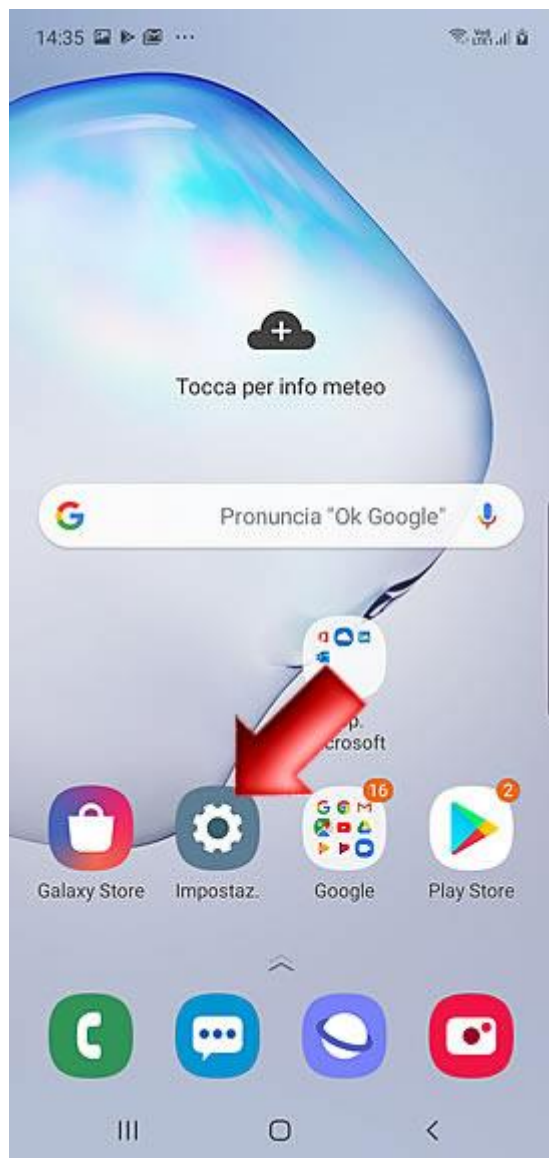 14:35
Tocca per info meteo
Pronuncia "Ok Google"
16
2
Galaxy Store
Impostaz.
Google
Play Store